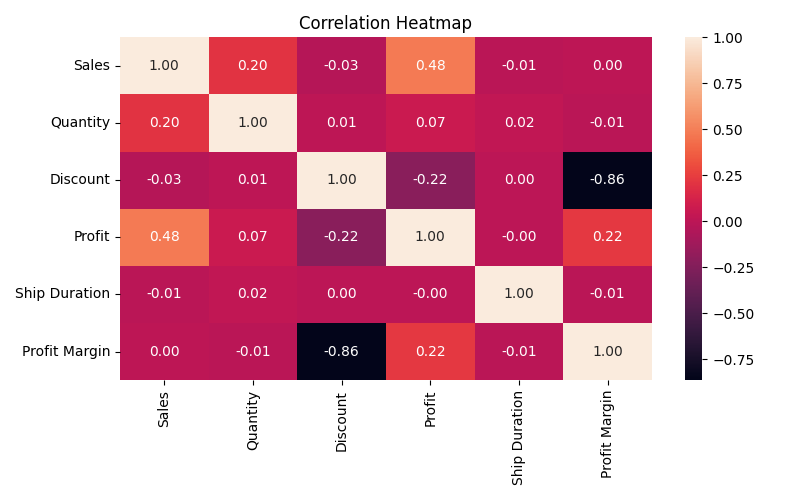 Correlation Heatmap
Sales 1.00 0.20 -0.03 0.48 -0.01 0.00
Quantity 0.20 1.00 0.01 0.07 0.02 -0.01
Discount -0.03 0.01 1.00 -0.22 0.00 -0.86
Profit 0.48 0.07 -0.22 1.00 -0.00 0.22
Ship Duration -0.01 0.02 0.00 -0.00 1.00 -0.01
Profit Margin 0.00 -0.01 -0.86 0.22 -0.01 1.00
Sales
Quantity
Discount
Profit
Ship Duration
Profit Margin
1.00
0.75
0.50
0.25
0.00
−0.25
−0.50
−0.75